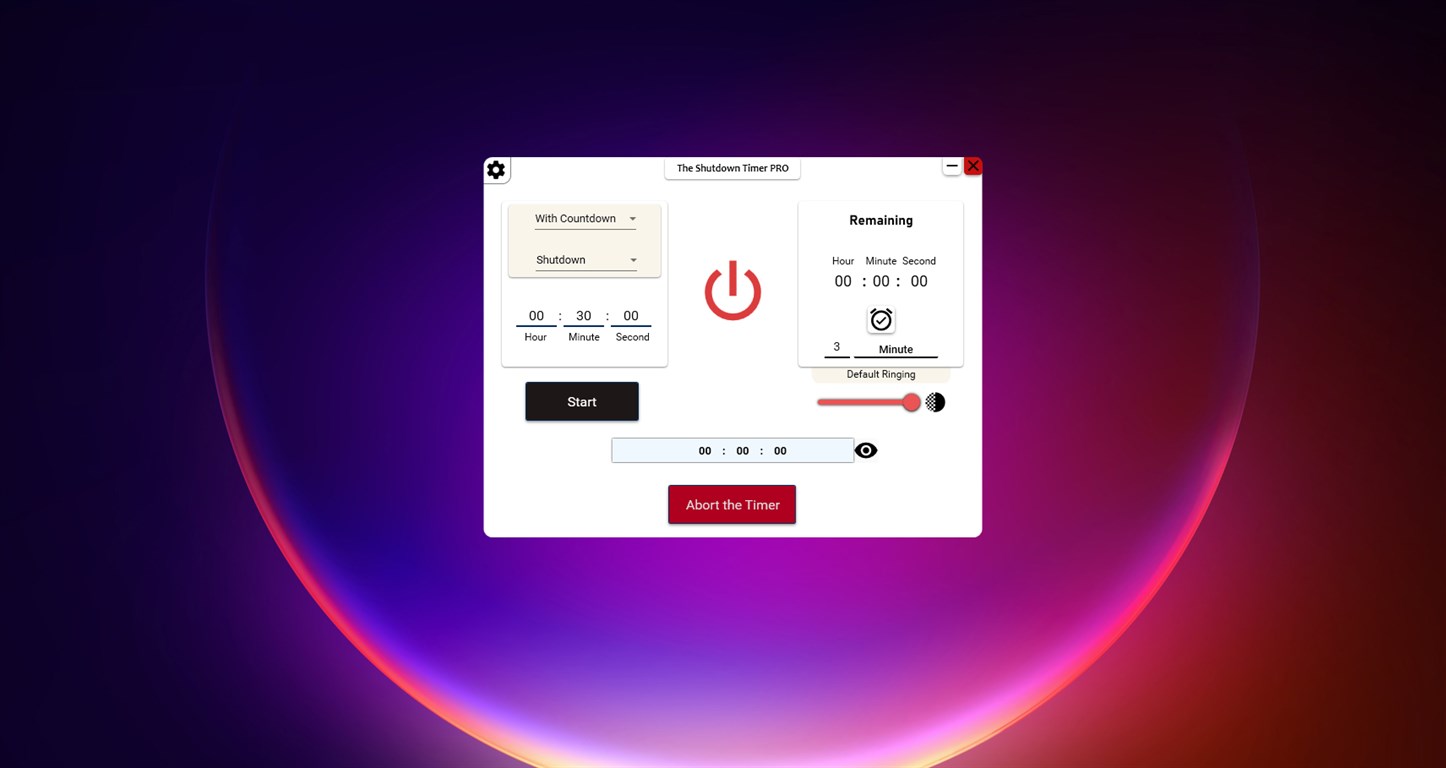 The Shutdown Timer PRO
With Countdown
Shutdown
00 : 30 : 00
Hour Minute Second
Start
Remaining
Hour Minute Second
00 : 00 : 00
3 Minute
Default Ringing
00 : 00 : 00
Abort the Timer